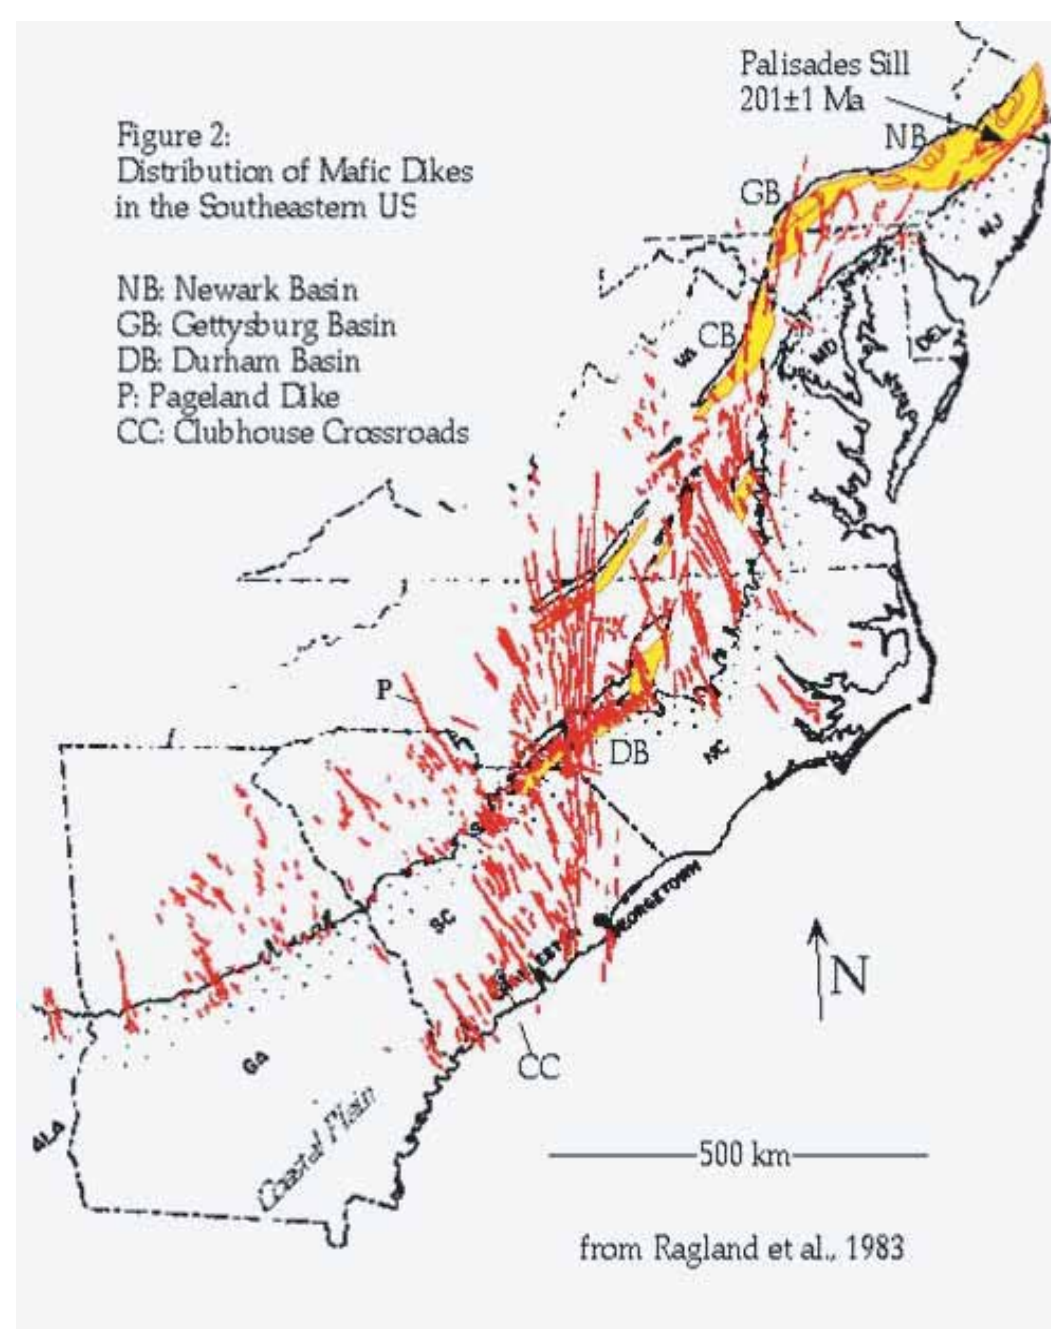 Palisades Sill
201±1 Ma
Figure 2:
Distribution of Mafic Dikes
in the Southeastern US
NB
GB
NJ
NB: Newark Basin
GB: Gettysburg Basin
DB: Durham Basin
P: Pageland Dike
CC: Clubhouse Crossroads
CB
MD
DEL
P
DB
NC
SC
GEORGETOWN
N
CC
GA
ALA
Coastal Plain
500 km
from Ragland et al., 1983